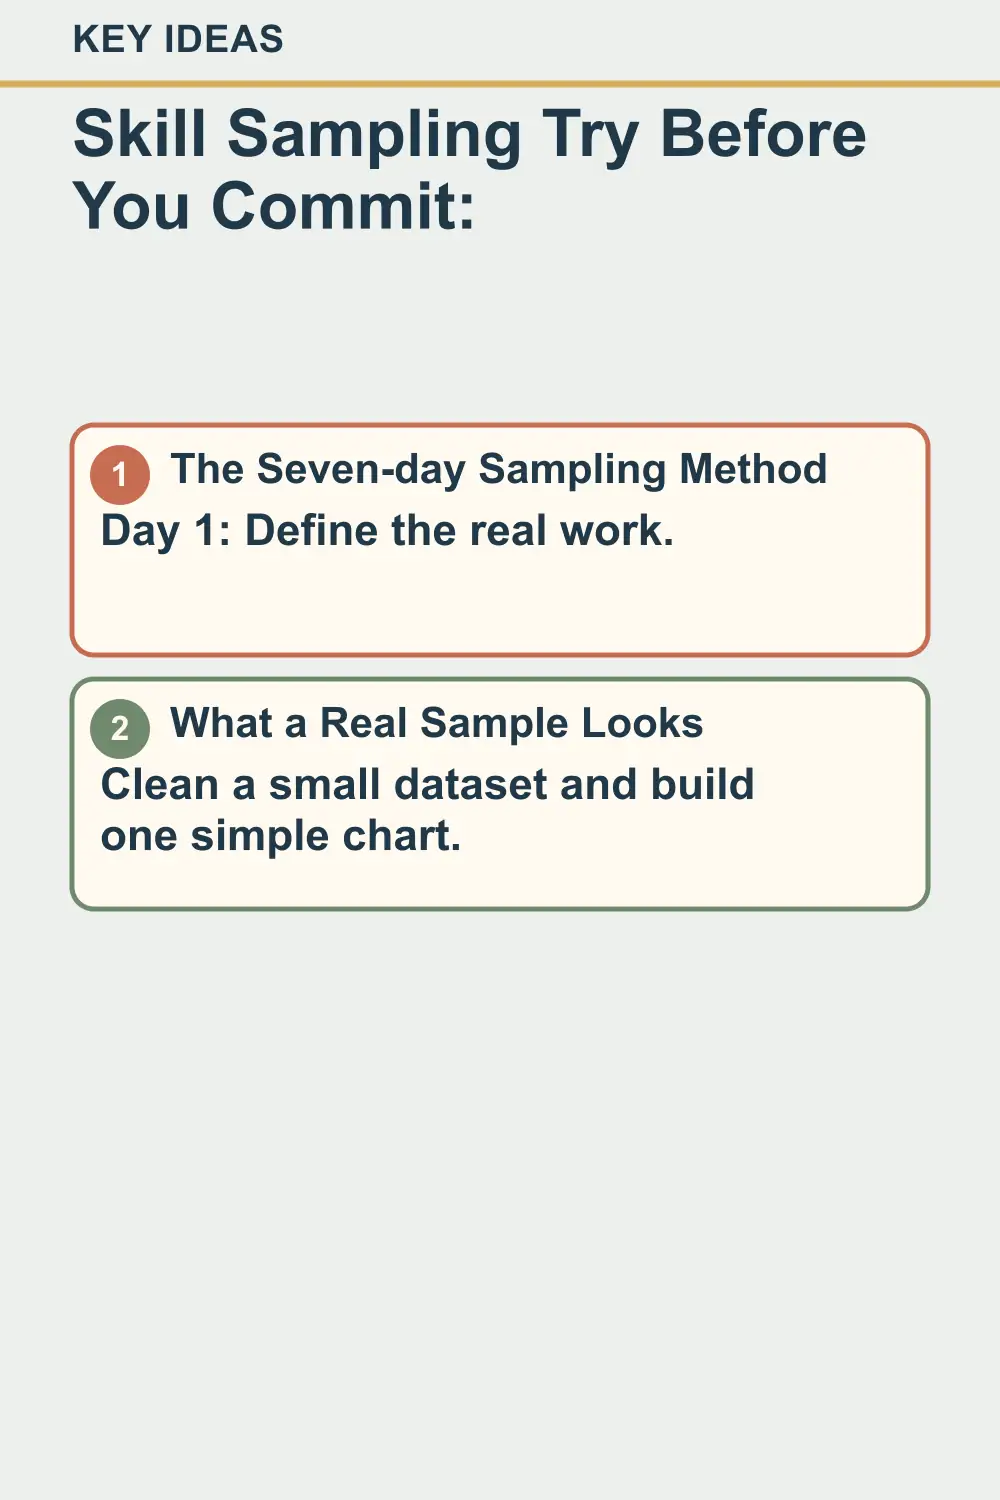 KEY IDEAS
Skill Sampling Try Before
You Commit:
1 The Seven-day Sampling Method
Day 1: Define the real work.
2 What a Real Sample Looks
Clean a small dataset and build
one simple chart.